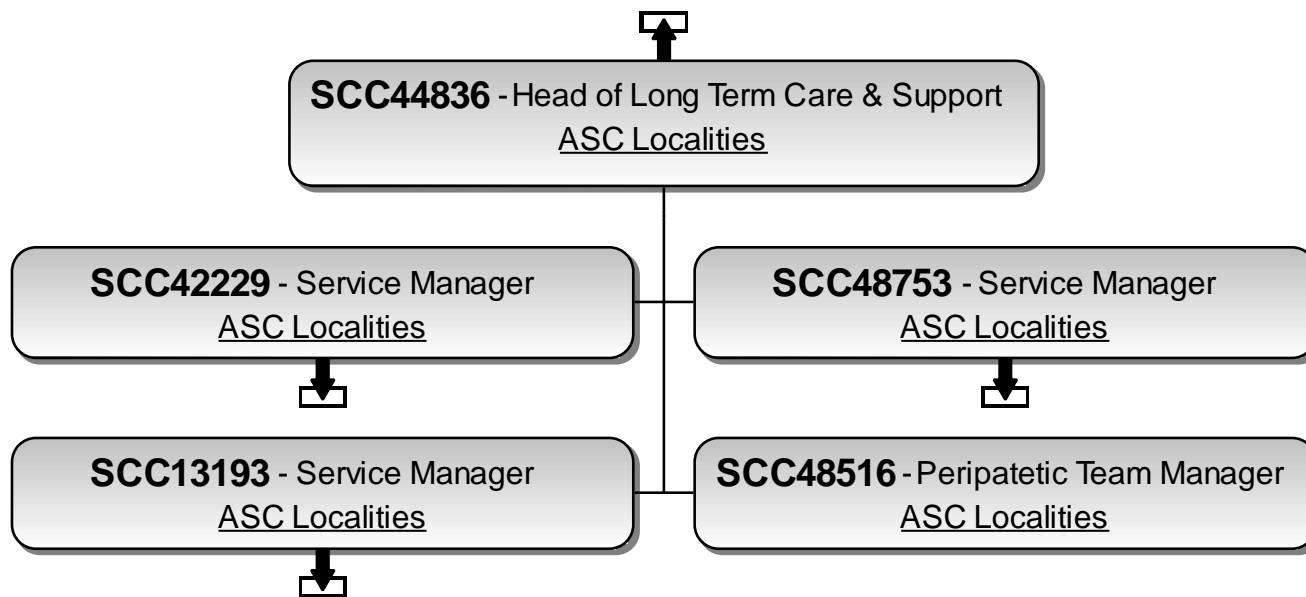 SCC44836 - Head of Long Term Care & Support
ASC Localities
SCC42229 - Service Manager
ASC Localities
SCC48753 - Service Manager
ASC Localities
SCC13193 - Service Manager
ASC Localities
SCC48516 - Peripatetic Team Manager
ASC Localities